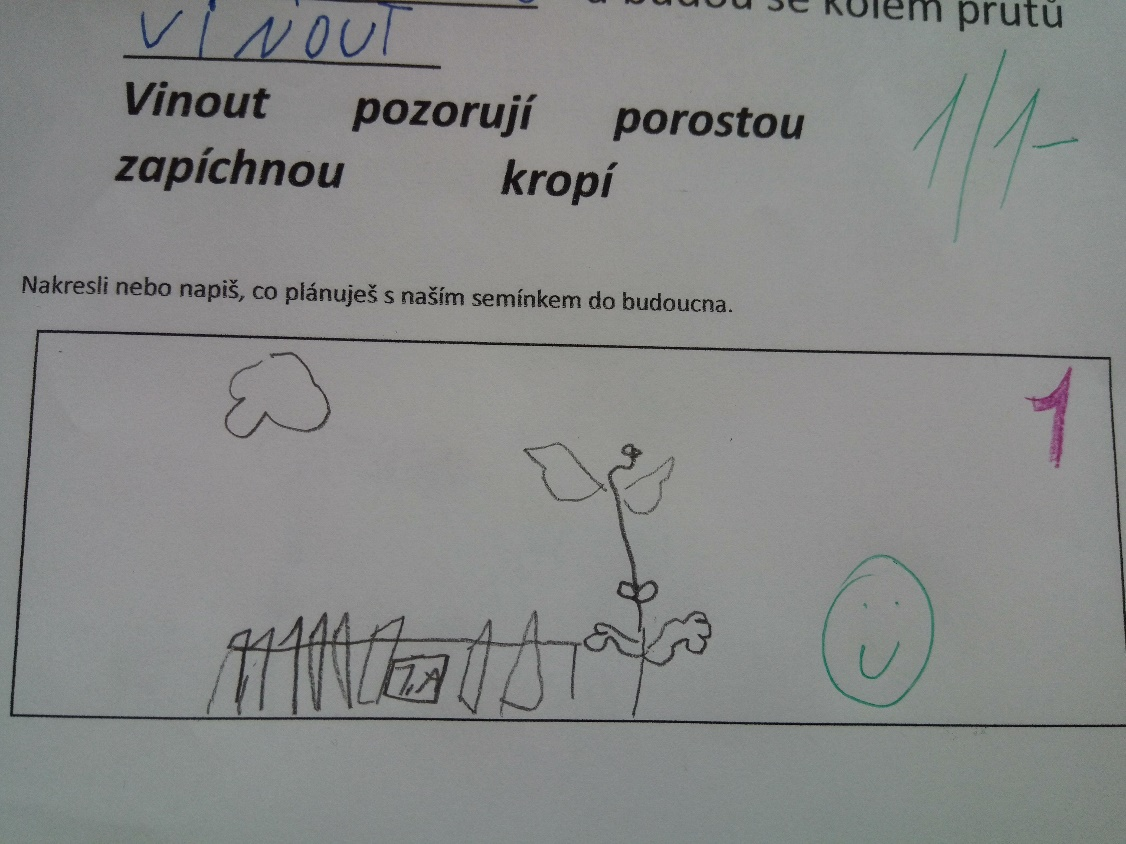 a budou se kolem prutů
VINOUT
Vinout pozorují porostou
zapíchnou kropí
1/1-
Nakresli nebo napiš, co plánuješ s naším semínkem do budoucna.
1
7.A